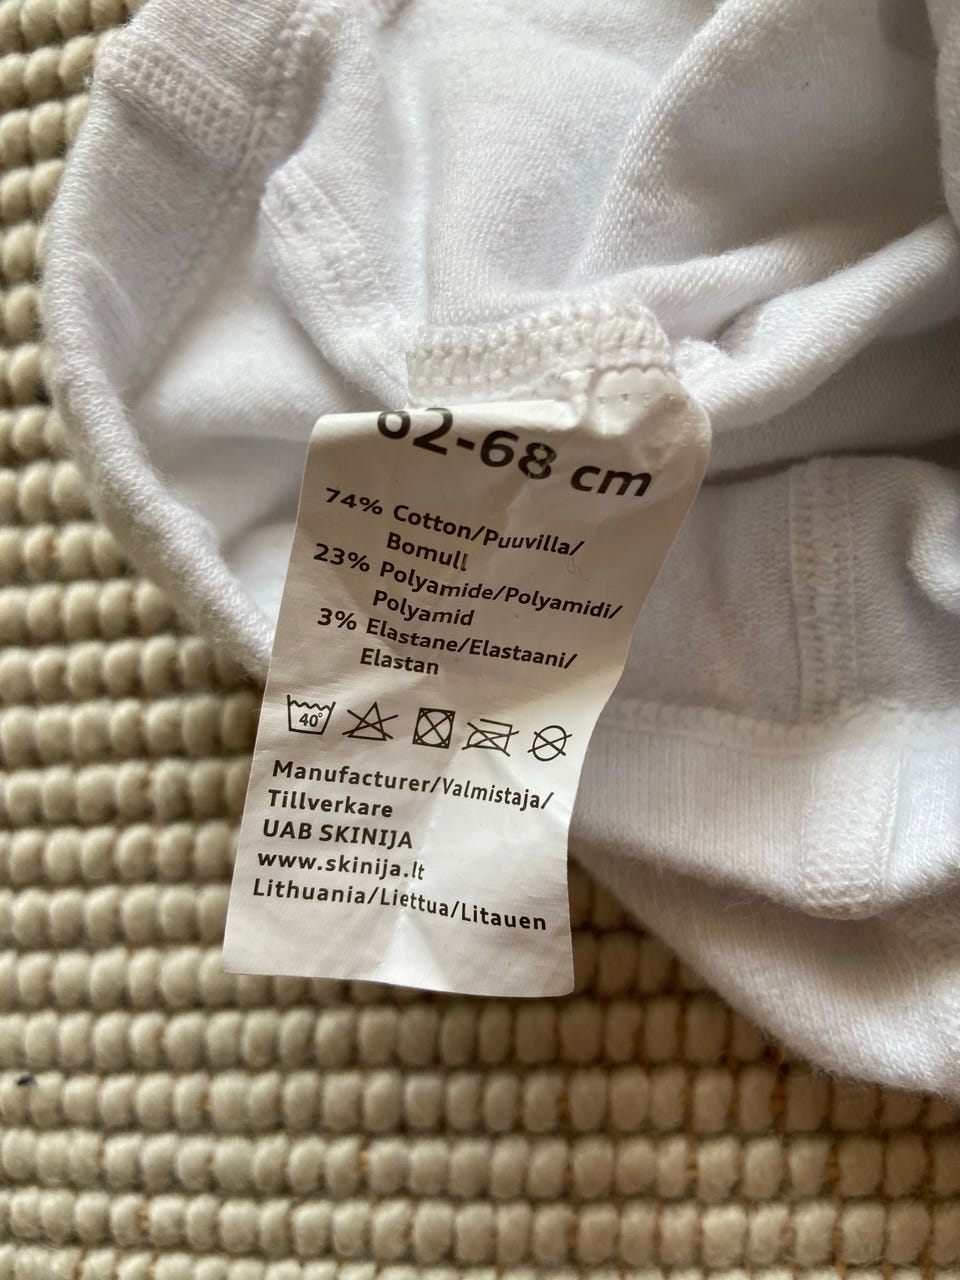 62-68 cm
74% Cotton/Puuvilla/
Bomull
23% Polyamide/Polyamidi/
Polyamid
3% Elastane/Elastaani/
Elastan
40°
Manufacturer/Valmistaja/
Tillverkare
UAB SKINIJA
www.skinija.lt
Lithuania/Liettua/Litauen